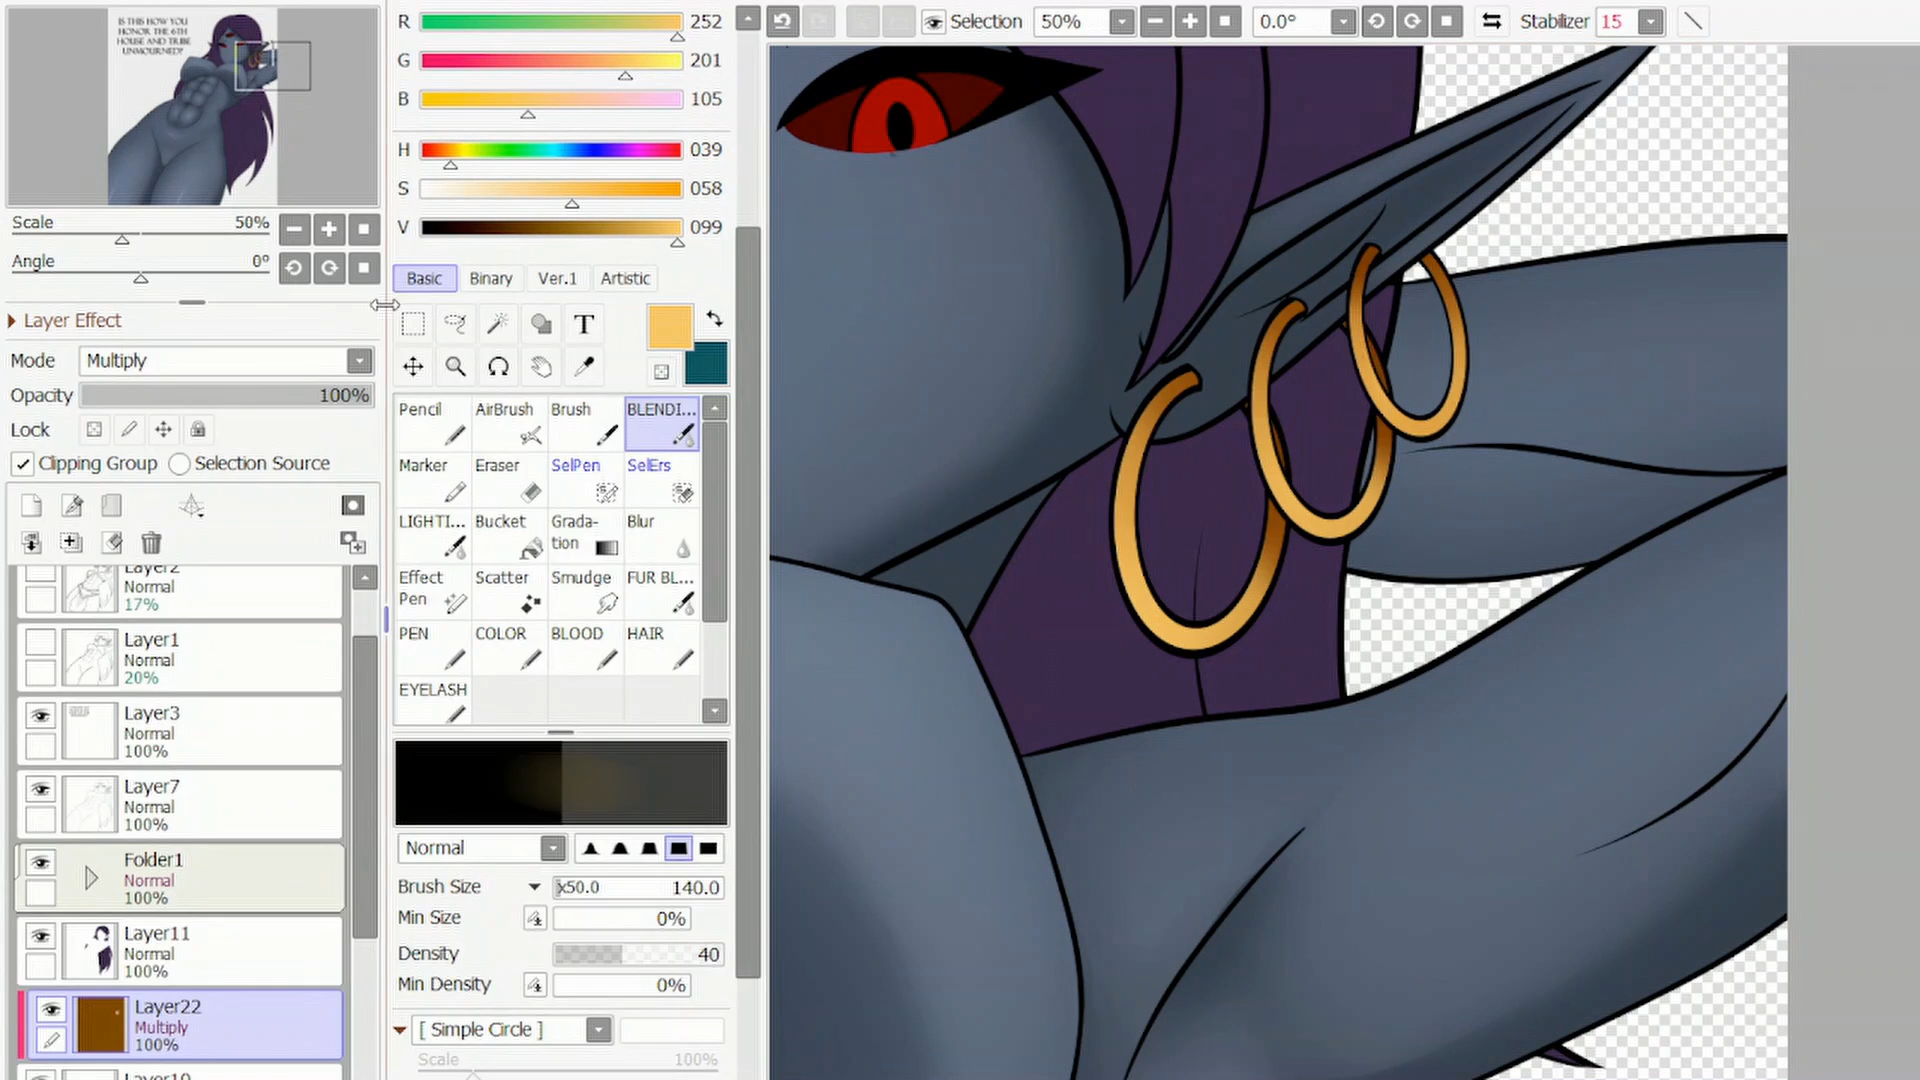 IS THIS HOW YOU
HONOR THE 6TH
HOUSE AND TRIBE
UNMOURNED?
Scale 50%
Angle 0°
Layer Effect
Mode Multiply
Opacity 100%
Lock
Clipping Group Selection Source
Layer2
Normal
17%
Layer1
Normal
20%
Layer3
Normal
100%
Layer7
Normal
100%
Folder1
Normal
100%
Layer11
Normal
100%
Layer22
Multiply
100%
Layer10
R 252
G 201
B 105
H 039
S 058
V 099
Basic Binary Ver.1 Artistic
T
Pencil AirBrush Brush BLENDI...
Marker Eraser SelPen SelErs
LIGHTI... Bucket Grada-
tion Blur
Effect
Pen Scatter Smudge FUR BL...
PEN COLOR BLOOD HAIR
EYELASH
Normal
Brush Size x50.0 140.0
Min Size 0%
Density 40
Min Density 0%
[ Simple Circle ]
Scale 100%
Selection 50% 0.0° Stabilizer 15